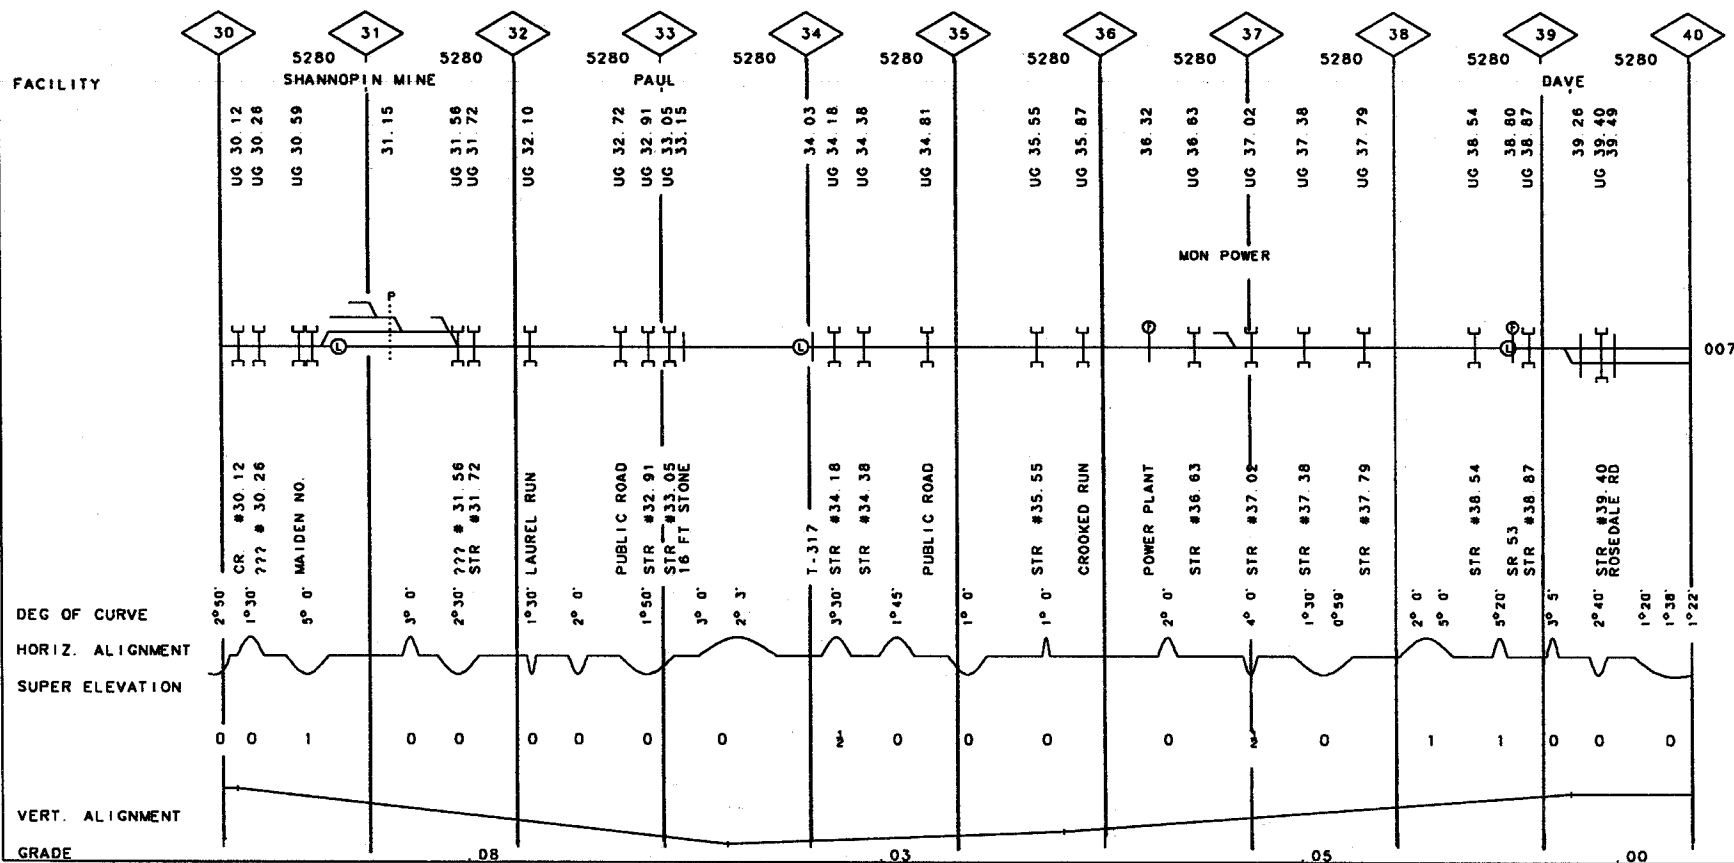 30 31 32 33 34 35 36 37 38 39 40
5280 5280 5280 5280 5280 5280 5280 5280 5280 5280
FACILITY
SHANNOPIN MINE
PAUL
DAVE
UG 30.12
UG 30.26
UG 30.59
31.15
UG 31.56
UG 31.72
UG 32.10
UG 32.72
UG 32.91
UG 33.05
33.15
34.03
UG 34.18
UG 34.38
UG 34.81
UG 35.55
UG 35.87
36.32
UG 36.63
UG 37.02
UG 37.38
UG 37.79
UG 38.54
38.80
UG 38.87
39.26
UG 39.40
39.49
MON POWER
P
L
L
P
L
P
007
CR. #30.12
??? # 30.26
MAIDEN NO.
??? # 31.56
STR #31.72
LAUREL RUN
PUBLIC ROAD
STR #32.91
STR #33.05
16 FT STONE
T-317
STR #34.18
STR #34.38
PUBLIC ROAD
STR #35.55
CROOKED RUN
POWER PLANT
STR #36.63
STR #37.02
STR #37.38
STR #37.79
STR #38.54
SR 53
STR #38.87
STR #39.40
ROSEDALE RD
DEG OF CURVE
2°50' 1°30' 5° 0' 3° 0' 2°30' 1°30' 2° 0' 1°50' 3° 0' 2° 3' 3°30' 1°45' 1° 0' 1° 0' 2° 0' 4° 0' 1°30' 0°59' 2° 0' 5° 0' 5°20' 3° 5' 2°40' 1°20' 1°38' 1°22'
HORIZ. ALIGNMENT
SUPER ELEVATION
0 0 1 0 0 0 0 0 0 0 0 0 0 0 1 1 0 0 0
VERT. ALIGNMENT
GRADE
.08 .03 .05 .00